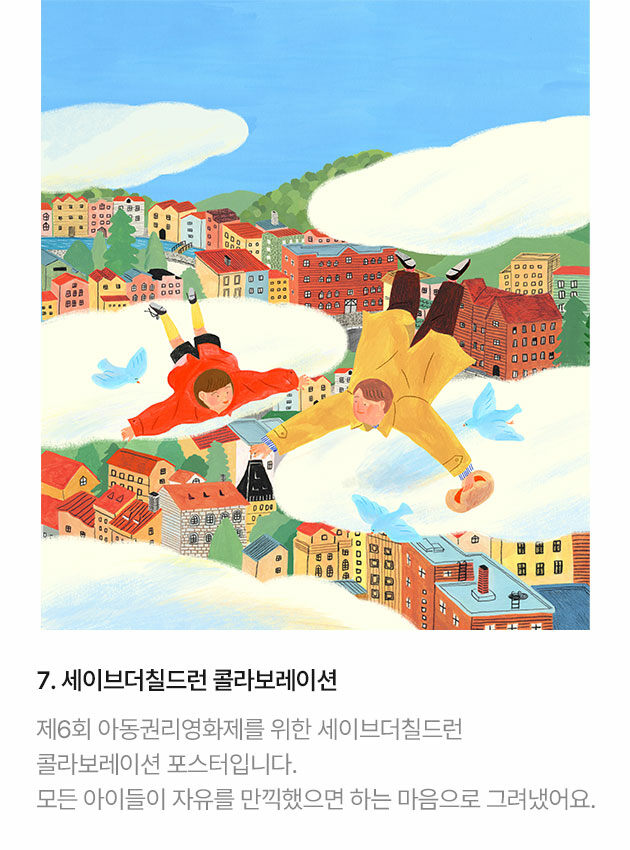 7. 세이브더칠드런 콜라보레이션
제6회 아동권리영화제를 위한 세이브더칠드런
콜라보레이션 포스터입니다.
모든 아이들이 자유를 만끽했으면 하는 마음으로 그려냈어요.